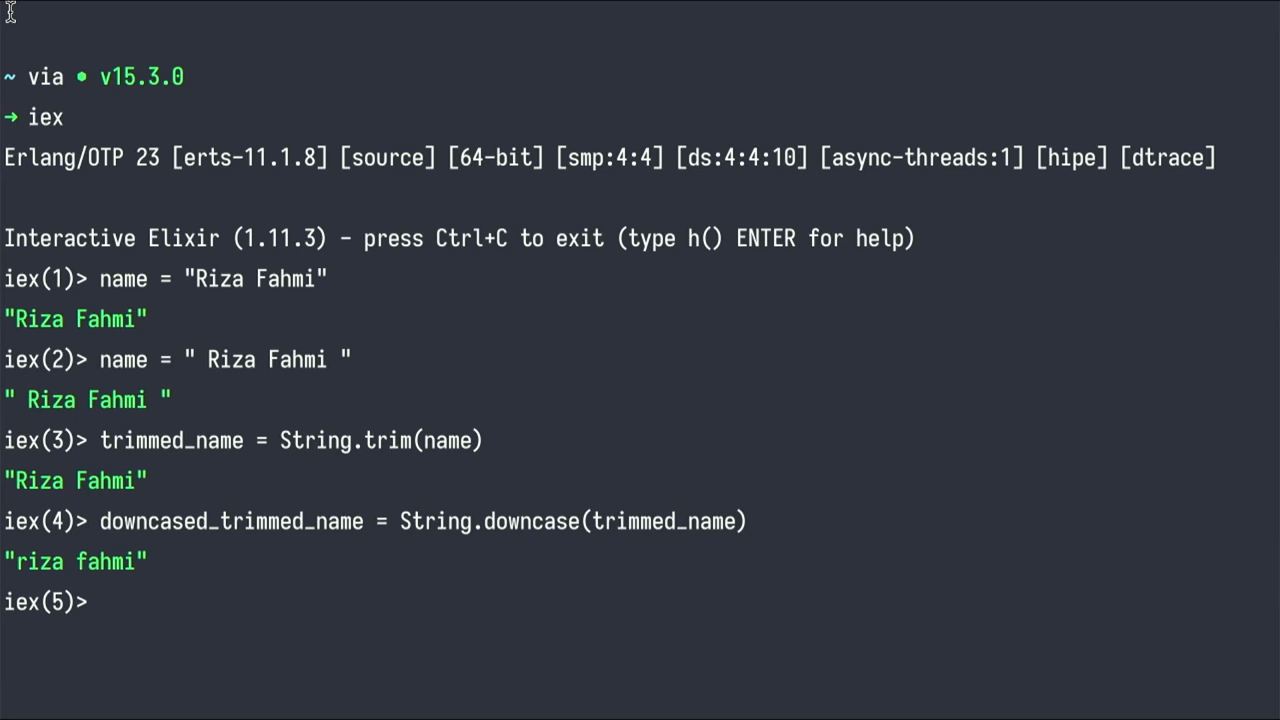 ~ via • v15.3.0
➜ iex
Erlang/OTP 23 [erts-11.1.8] [source] [64-bit] [smp:4:4] [ds:4:4:10] [async-threads:1] [hipe] [dtrace]
Interactive Elixir (1.11.3) - press Ctrl+C to exit (type h() ENTER for help)
iex(1)> name = "Riza Fahmi"
"Riza Fahmi"
iex(2)> name = " Riza Fahmi "
" Riza Fahmi "
iex(3)> trimmed_name = String.trim(name)
"Riza Fahmi"
iex(4)> downcased_trimmed_name = String.downcase(trimmed_name)
"riza fahmi"
iex(5)>